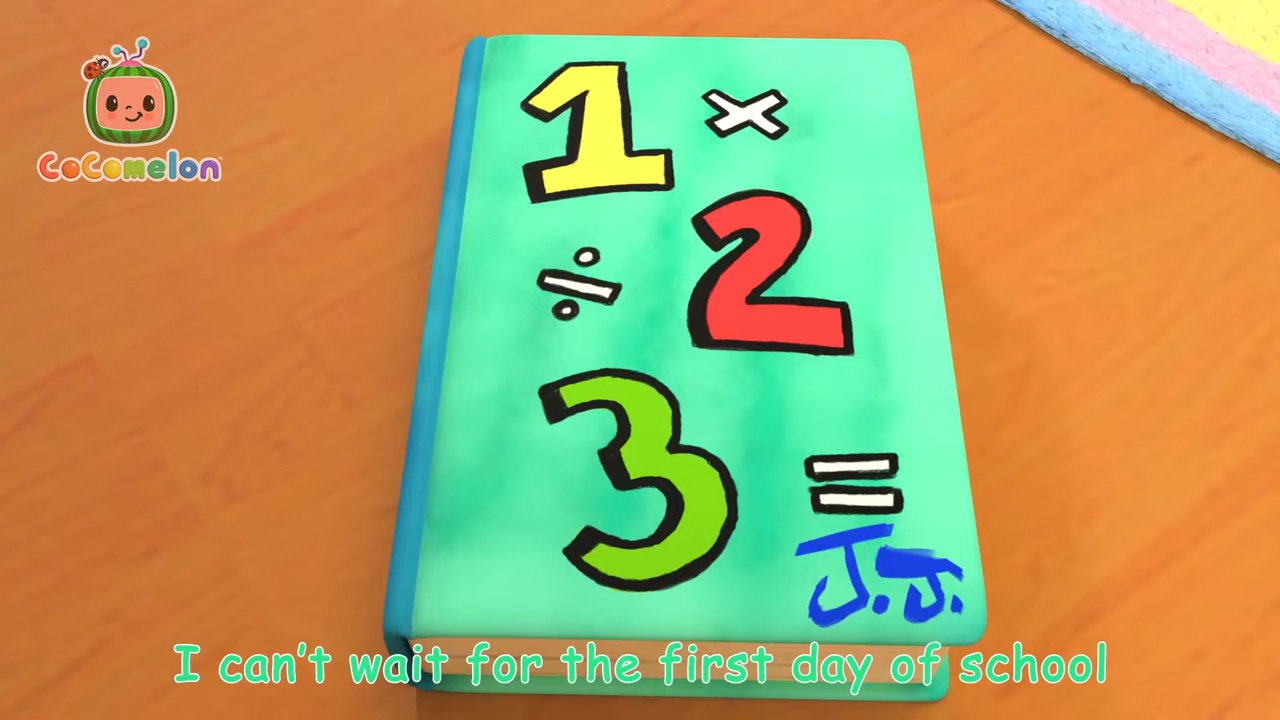 CoCoMelon
1 ×
÷ 2
3 =
J.J.
I can't wait for the first day of school